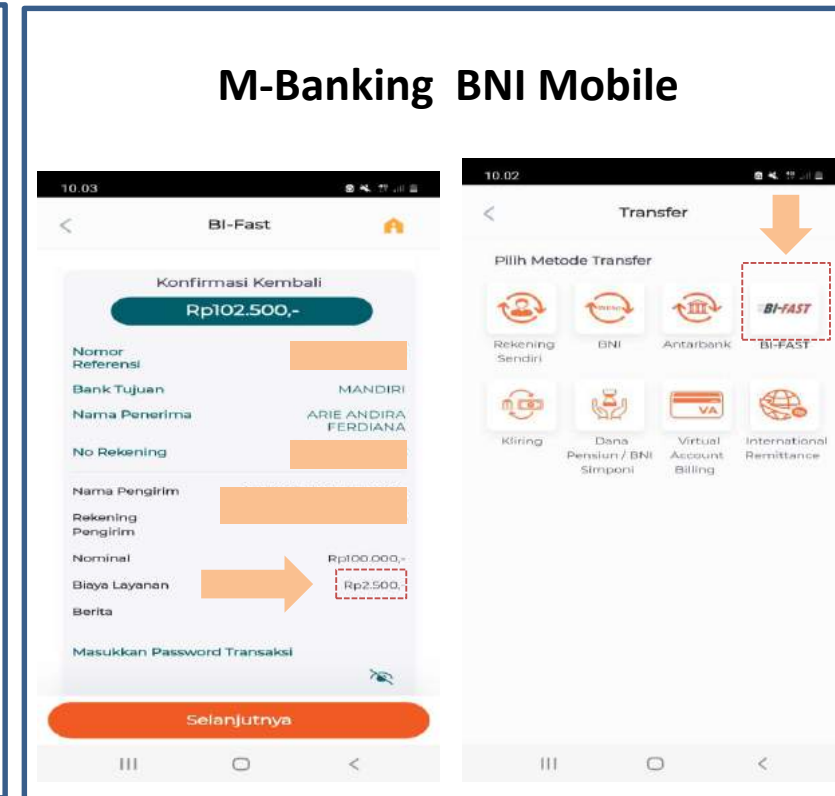 M-Banking BNI Mobile
10.03
BI-Fast
Konfirmasi Kembali
Rp102.500,-
Nomor
Referensi
Bank Tujuan MANDIRI
Nama Penerima ARIE ANDIRA
FERDIANA
No Rekening
Nama Pengirim
Rekening
Pengirim
Nominal Rp100.000,-
Biaya Layanan Rp2.500,-
Berita
Masukkan Password Transaksi
Selanjutnya
10.02
Transfer
Pilih Metode Transfer
BI-FAST
Rekening
Sendiri
BNI
Antarbank
BI-FAST
VA
Kliring
Dana
Pensiun / BNI
Simponi
Virtual
Account
Billing
International
Remittance